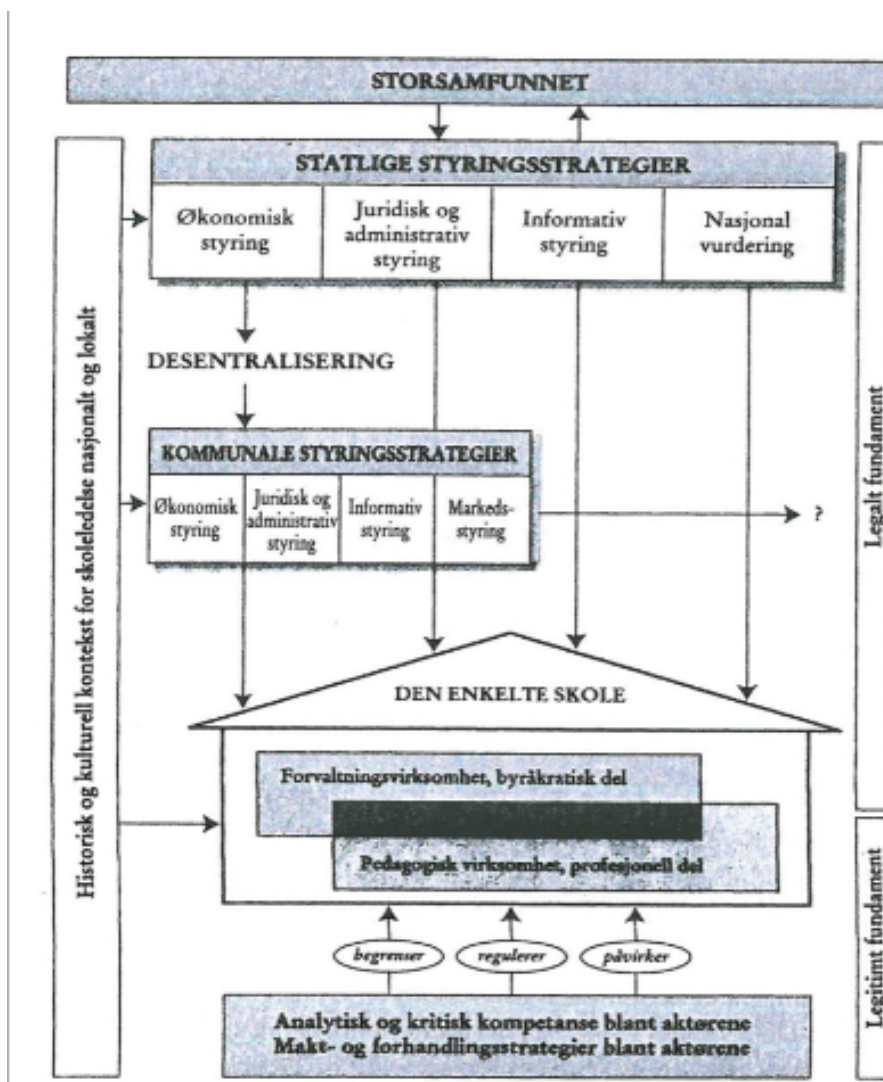 STORSAMFUNNET
STATLIGE STYRINGSSTRATEGIER
Økonomisk
styring
Juridisk og
administrativ
styring
Informativ
styring
Nasjonal
vurdering
DESENTRALISERING
KOMMUNALE STYRINGSSTRATEGIER
Økonomisk
styring
Juridisk og
administrativ
styring
Informativ
styring
Markeds-
styring
?
DEN ENKELTE SKOLE
Forvaltningsvirksomhet, byråkratisk del
Pedagogisk virksomhet, profesjonell del
begrenser
regulerer
påvirker
Analytisk og kritisk kompetanse blant aktørene
Makt- og forhandlingsstrategier blant aktørene
Historisk og kulturell kontekst for skoleledelse nasjonalt og lokalt
Legalt fundament
Legitimt fundament